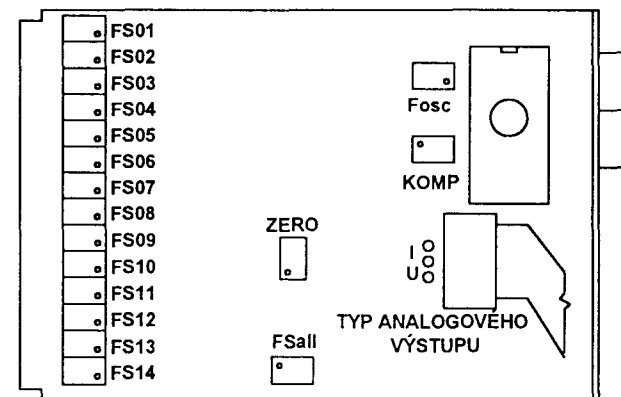 FS01
FS02
FS03
FS04
FS05
FS06
FS07
FS08
FS09
FS10
FS11
FS12
FS13
FS14
ZERO
FSall
Fosc
KOMP
I
U
TYP ANALOGOVÉHO
VÝSTUPU